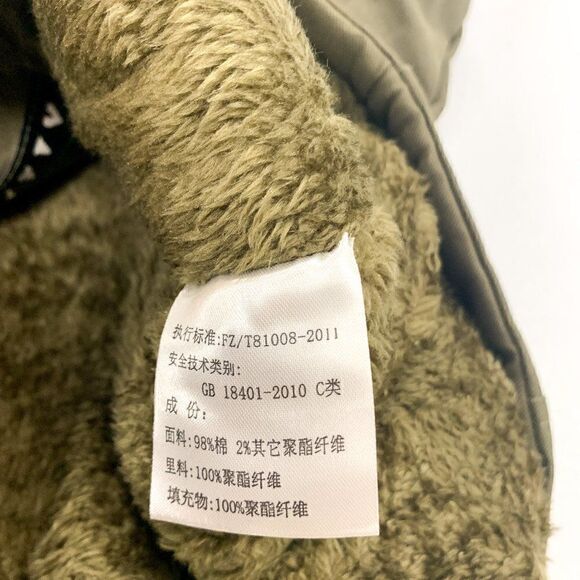 执行标准:FZ/T81008-2011
安全技术类别:
GB 18401-2010 C类
成 份:
面料:98%棉 2%其它聚酯纤维
里料:100%聚酯纤维
填充物:100%聚酯纤维